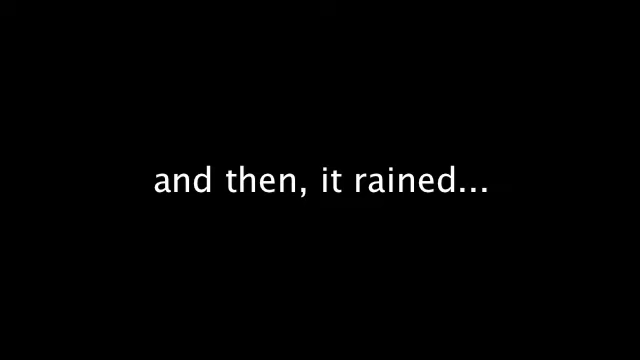 and then, it rained...